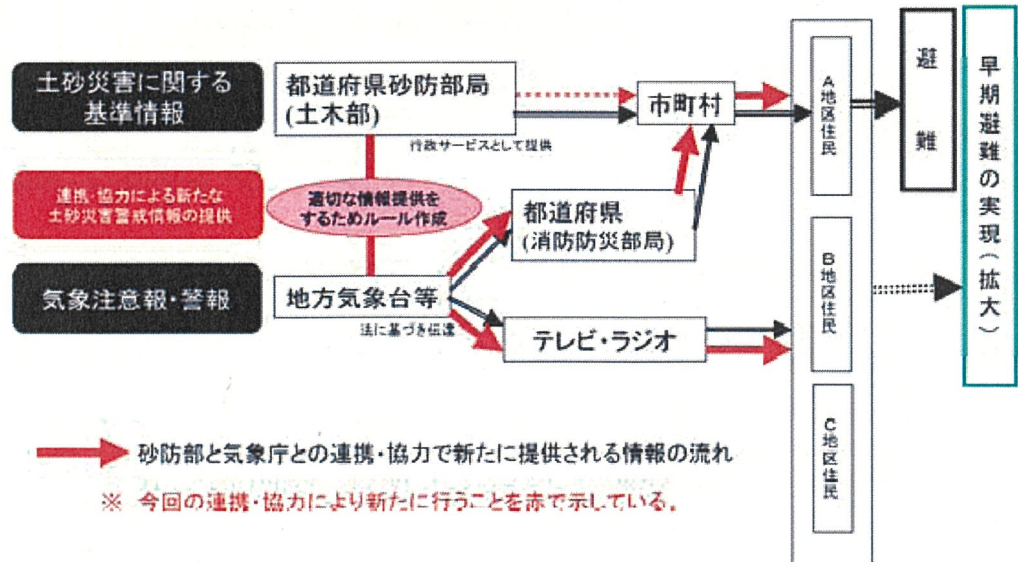 土砂災害に関する
基準情報
都道府県砂防部局
(土木部)
行政サービスとして提供
市町村
A地区住民
避難
早期避難の実現(拡大)
連携・協力による新たな
土砂災害警戒情報の提供
適切な情報提供を
するためルール作成
都道府県
(消防防災部局)
気象注意報・警報
地方気象台等
法に基づき伝達
テレビ・ラジオ
B地区住民
C地区住民
砂防部と気象庁との連携・協力で新たに提供される情報の流れ
※ 今回の連携・協力により新たに行うことを赤で示している。